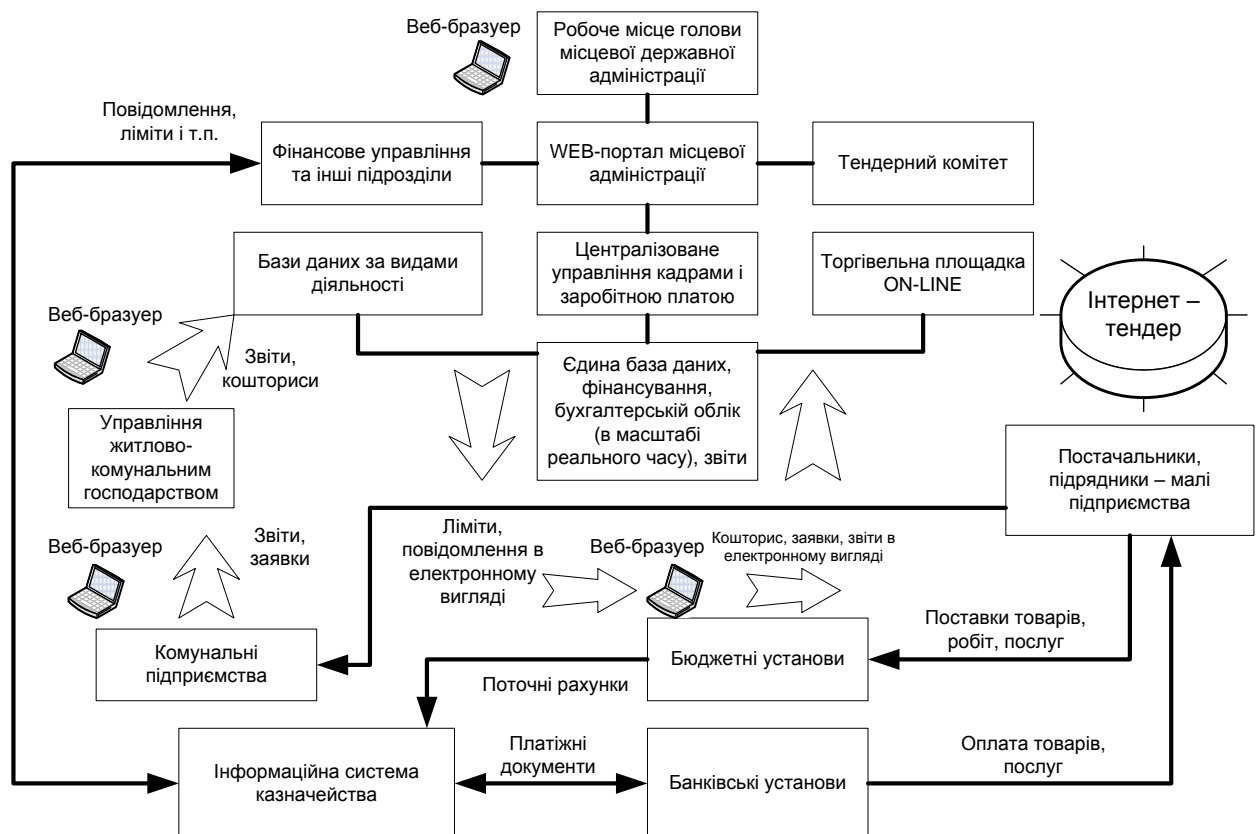 Веб-бразуер
Робоче місце голови
місцевої державної
адміністрації
Повідомлення,
ліміти і т.п.
Фінансове управління
та інші підрозділи
WEB-портал місцевої
адміністрації
Тендерний комітет
Бази даних за видами
діяльності
Централізоване
управління кадрами і
заробітною платою
Торгівельна площадка
ON-LINE
Інтернет –
тендер
Веб-бразуер
Звіти,
кошториси
Єдина база даних,
фінансування,
бухгалтерській облік
(в масштабі
реального часу), звіти
Управління
житлово-
комунальним
господарством
Постачальники,
підрядники – малі
підприємства
Веб-бразуер
Звіти,
заявки
Ліміти,
повідомлення в
електронному
вигляді
Веб-бразуер
Кошторис, заявки, звіти в
електронному вигляді
Комунальні
підприємства
Бюджетні установи
Поставки товарів,
робіт, послуг
Поточні рахунки
Інформаційна система
казначейства
Платіжні
документи
Банківські установи
Оплата товарів,
послуг